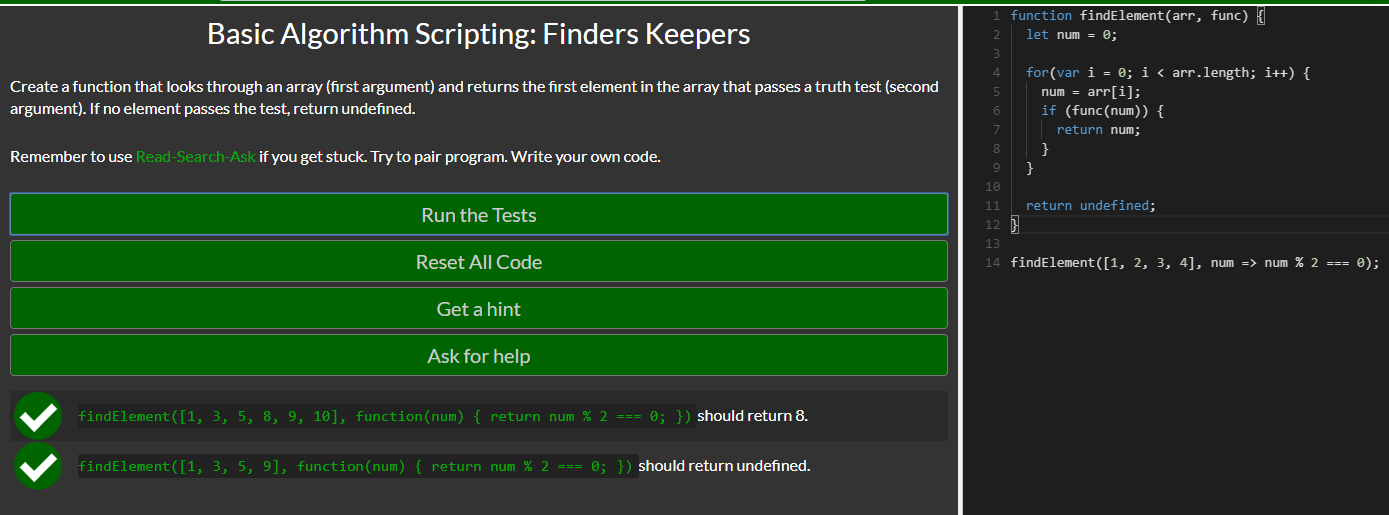 Basic Algorithm Scripting: Finders Keepers
Create a function that looks through an array (first argument) and returns the first element in the array that passes a truth test (second
argument). If no element passes the test, return undefined.
Remember to use Read-Search-Ask if you get stuck. Try to pair program. Write your own code.
Run the Tests
Reset All Code
Get a hint
Ask for help
findElement([1, 3, 5, 8, 9, 10], function(num) { return num % 2 === 0; }) should return 8.
findElement([1, 3, 5, 9], function(num) { return num % 2 === 0; }) should return undefined.
1 function findElement(arr, func) {
2 let num = 0;
3
4 for(var i = 0; i < arr.length; i++) {
5 num = arr[i];
6 if (func(num)) {
7 return num;
8 }
9 }
10
11 return undefined;
12 }
13
14 findElement([1, 2, 3, 4], num => num % 2 === 0);